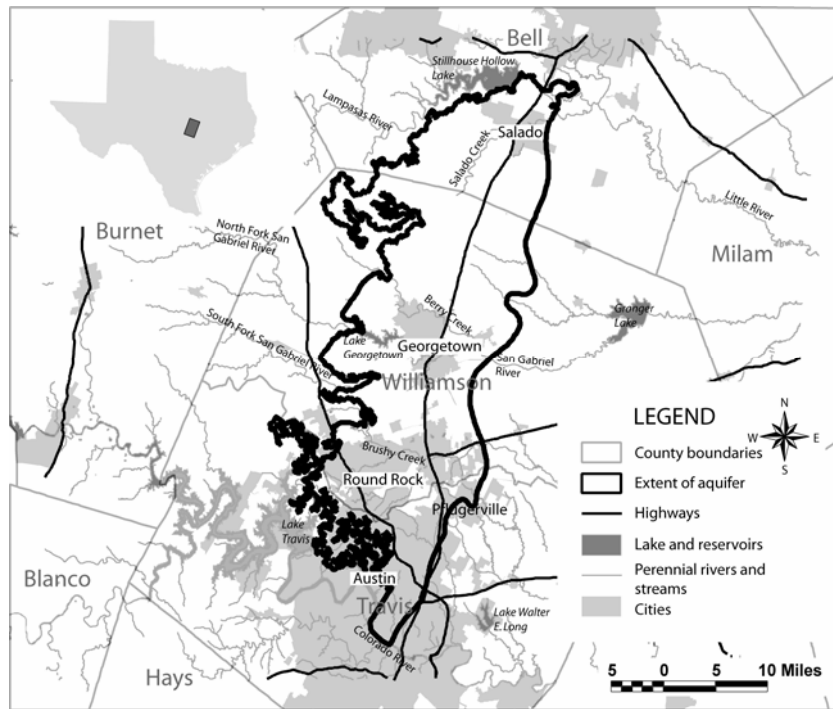 Bell
Stillhouse Hollow
Lake
Lampasas River
Salado
Salado Creek
Little River
Burnet
North Fork San
Gabriel River
Milam
Berry Creek
Granger
Lake
South Fork San Gabriel River
Lake
Georgetown
Georgetown
San Gabriel
River
Williamson
LEGEND
N
W
E
S
County boundaries
Extent of aquifer
Highways
Lake and reservoirs
Perennial rivers and
streams
Cities
Brushy Creek
Round Rock
Pflugerville
Lake
Travis
Blanco
Austin
Travis
Lake Walter
E. Long
Colorado River
Hays
5 0 5 10 Miles